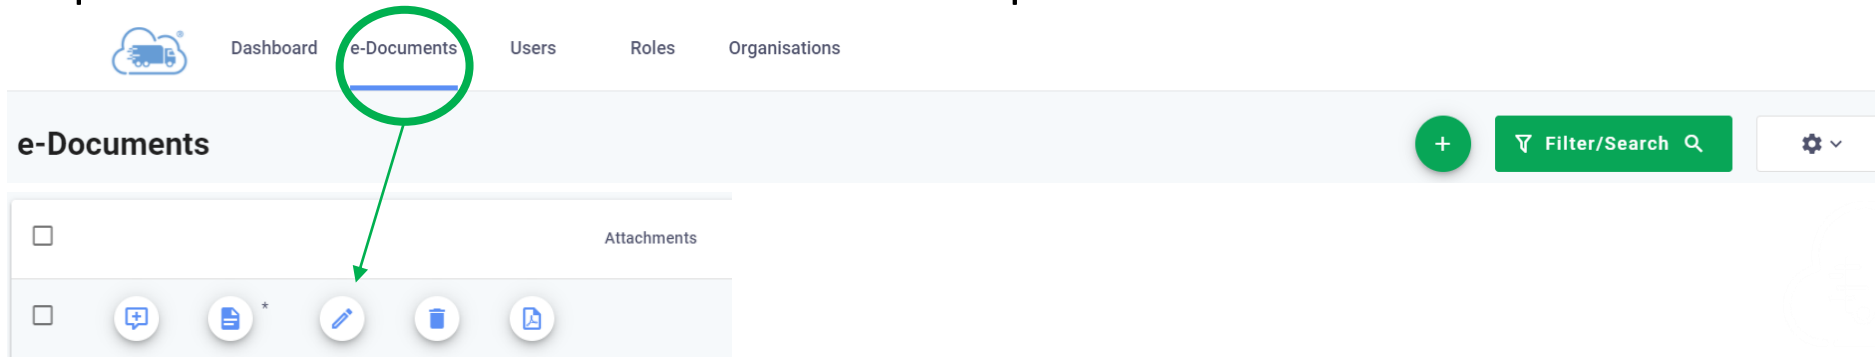 Dashboard e-Documents Users Roles Organisations
e-Documents
+ Filter/Search
Attachments
*